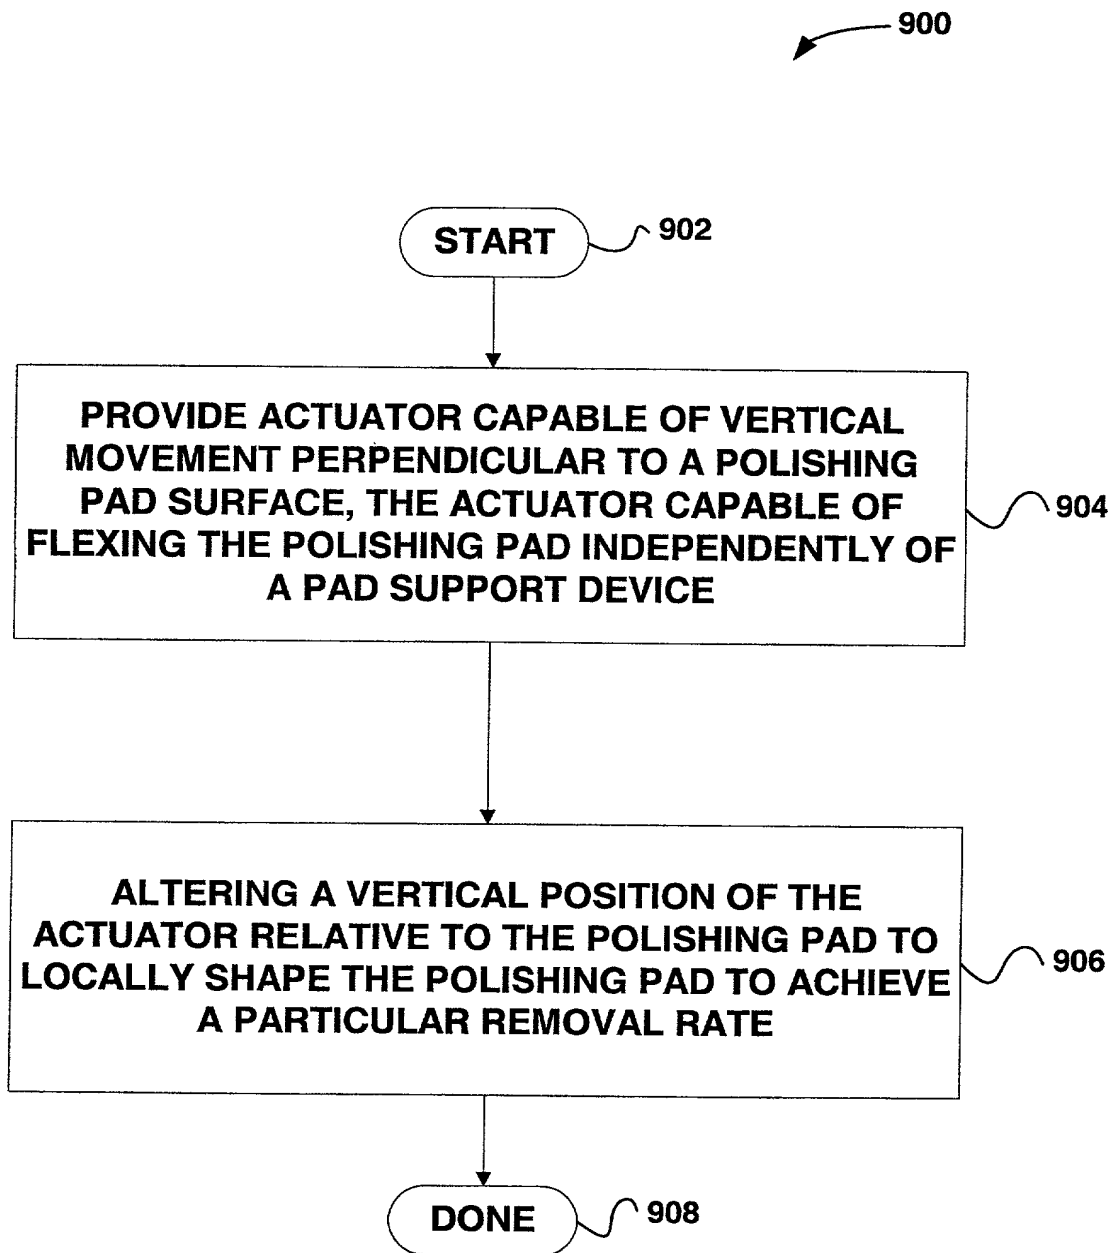 900
START
902
PROVIDE ACTUATOR CAPABLE OF VERTICAL
MOVEMENT PERPENDICULAR TO A POLISHING
PAD SURFACE, THE ACTUATOR CAPABLE OF
FLEXING THE POLISHING PAD INDEPENDENTLY OF
A PAD SUPPORT DEVICE
904
ALTERING A VERTICAL POSITION OF THE
ACTUATOR RELATIVE TO THE POLISHING PAD TO
LOCALLY SHAPE THE POLISHING PAD TO ACHIEVE
A PARTICULAR REMOVAL RATE
906
DONE
908